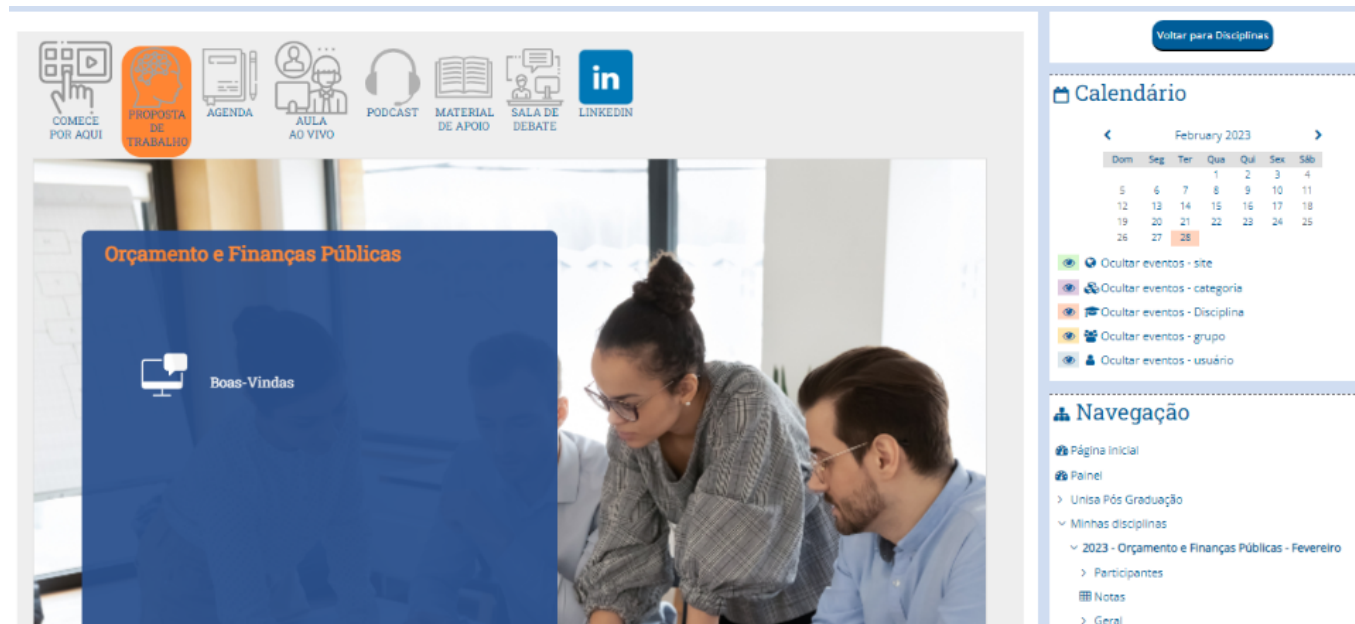 COMECE
POR AQUI
PROPOSTA
DE
TRABALHO
AGENDA
AULA
AO VIVO
PODCAST
MATERIAL
DE APOIO
SALA DE
DEBATE
in
LINKEDIN
Orçamento e Finanças Públicas
Boas-Vindas
Voltar para Disciplinas
Calendário
February 2023
Dom Seg Ter Qua Qui Sex Sáb
1 2 3 4
5 6 7 8 9 10 11
12 13 14 15 16 17 18
19 20 21 22 23 24 25
26 27 28
Ocultar eventos - site
Ocultar eventos - categoria
Ocultar eventos - Disciplina
Ocultar eventos - grupo
Ocultar eventos - usuário
Navegação
Página inicial
Painel
Unisa Pós Graduação
Minhas disciplinas
2023 - Orçamento e Finanças Públicas - Fevereiro
Participantes
Notas
Geral